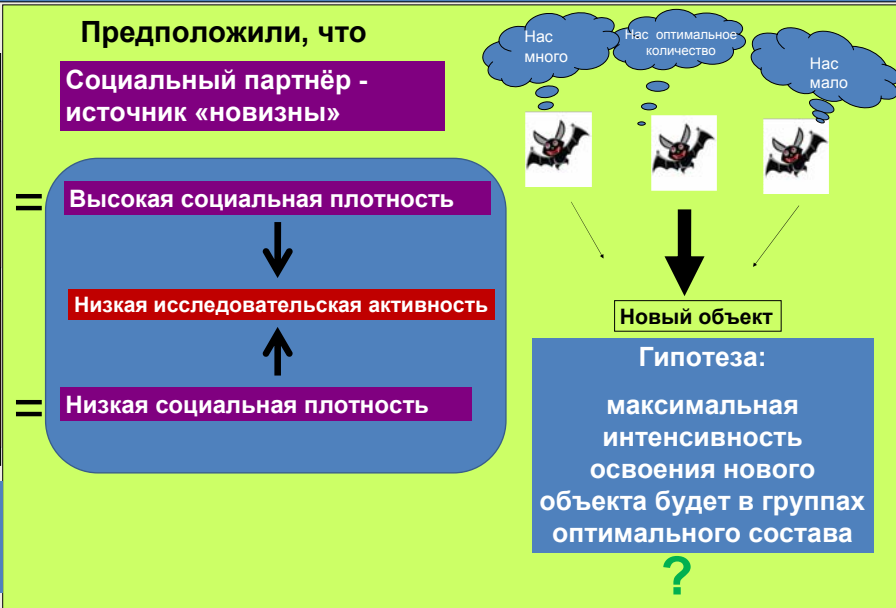 Предположили, что
Социальный партнёр -
источник «новизны»
= Высокая социальная плотность
Низкая исследовательская активность
= Низкая социальная плотность
Нас
много
Нас оптимальное
количество
Нас
мало
Новый объект
Гипотеза:
максимальная
интенсивность
освоения нового
объекта будет в группах
оптимального состава
?